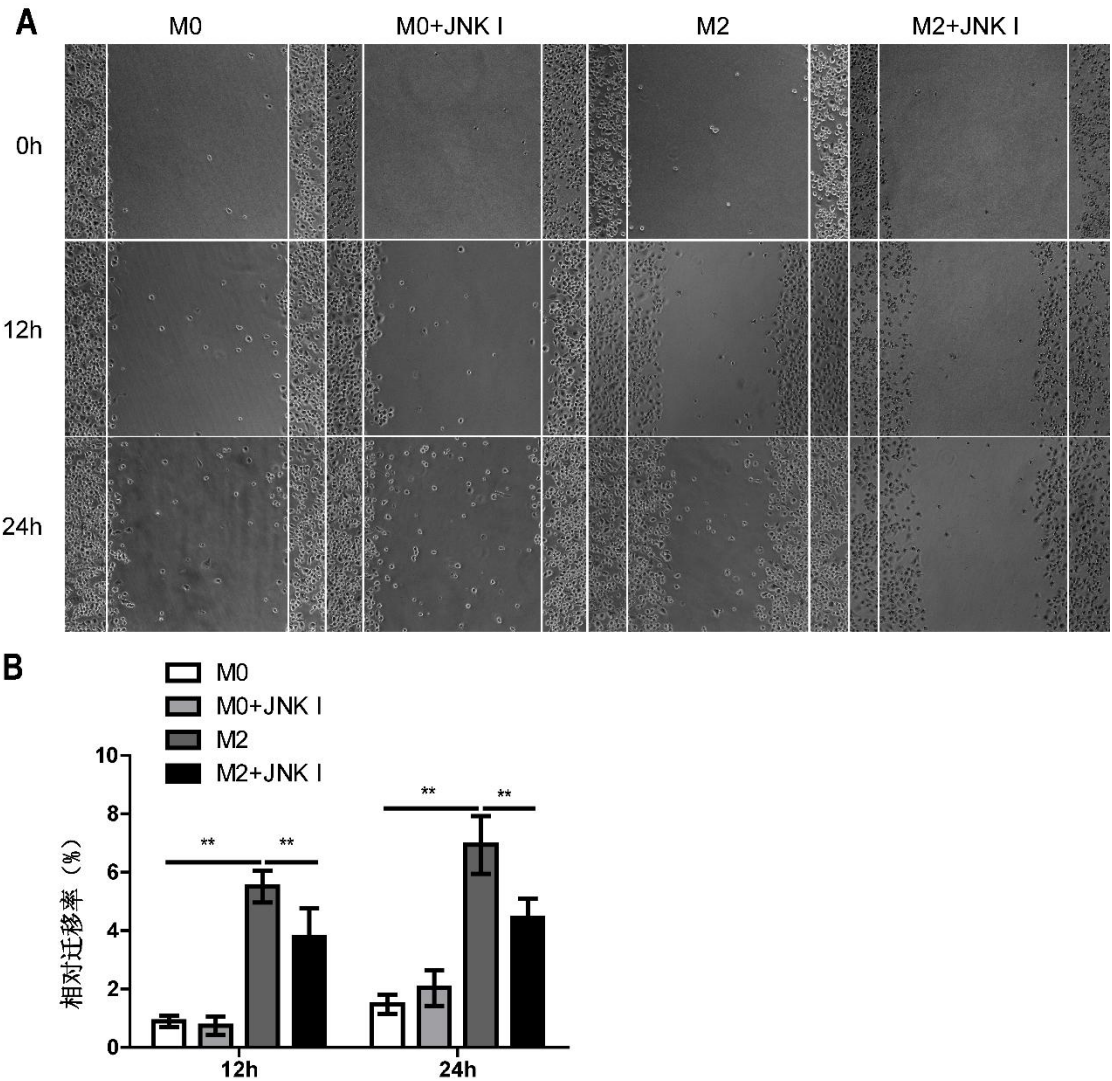 A
M0 M0+JNK I M2 M2+JNK I
0h
12h
24h
B
M0
M0+JNK I
M2
M2+JNK I
10
8
6
4
2
0
相对迁移率（%）
** ** ** **
12h 24h